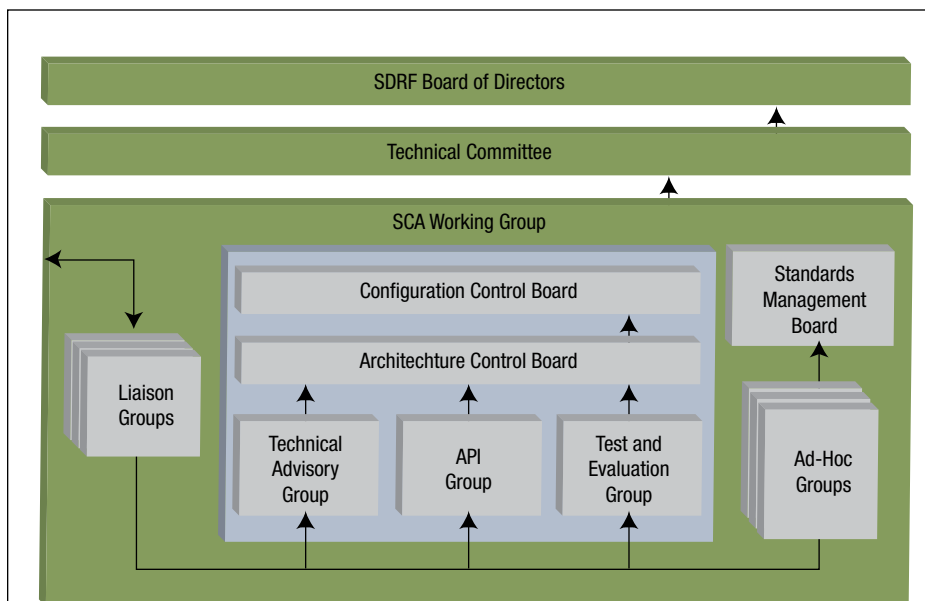 SDRF Board of Directors
Technical Committee
SCA Working Group
Configuration Control Board
Architechture Control Board
Standards
Management
Board
Liaison
Groups
Technical
Advisory
Group
API
Group
Test and
Evaluation
Group
Ad-Hoc
Groups